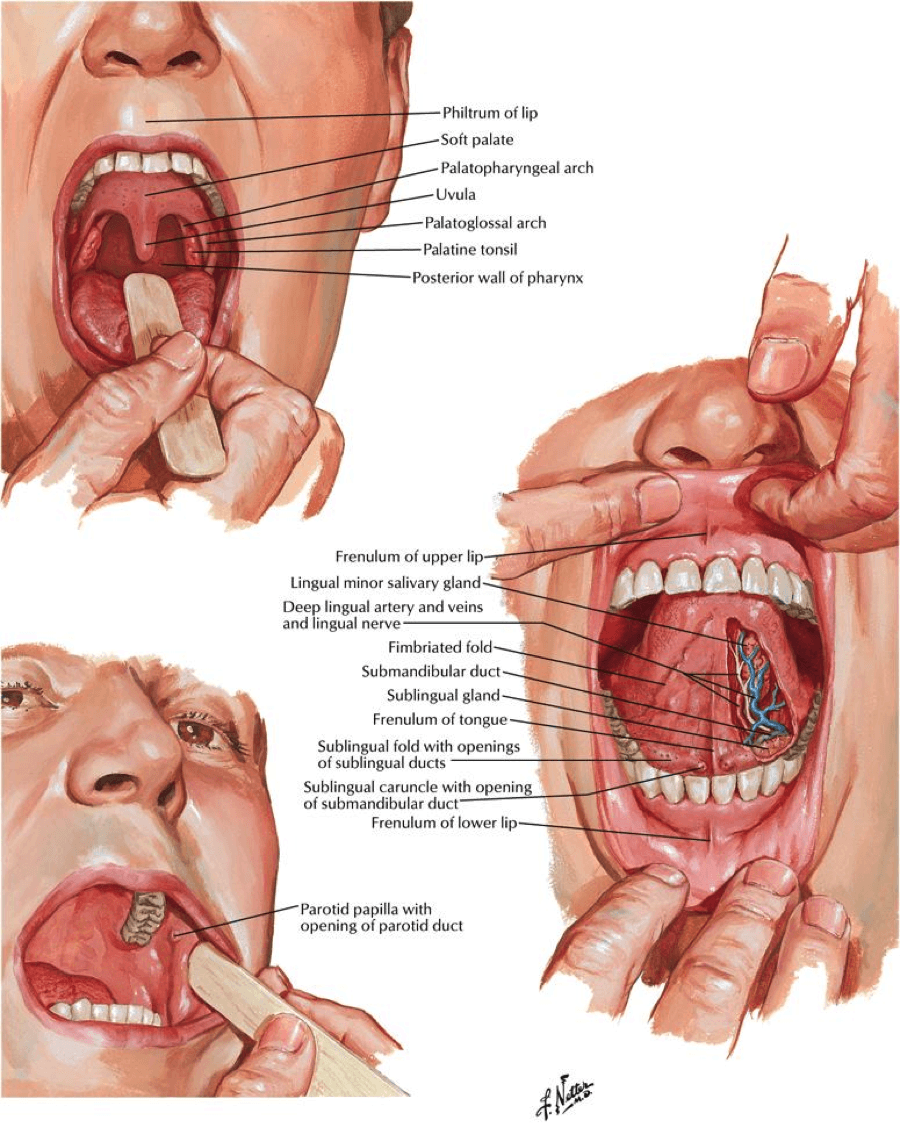 Philtrum of lip
Soft palate
Palatopharyngeal arch
Uvula
Palatoglossal arch
Palatine tonsil
Posterior wall of pharynx
Frenulum of upper lip
Lingual minor salivary gland
Deep lingual artery and veins
and lingual nerve
Fimbriated fold
Submandibular duct
Sublingual gland
Frenulum of tongue
Sublingual fold with openings
of sublingual ducts
Sublingual caruncle with opening
of submandibular duct
Frenulum of lower lip
Parotid papilla with
opening of parotid duct
F. Netter
M.D.